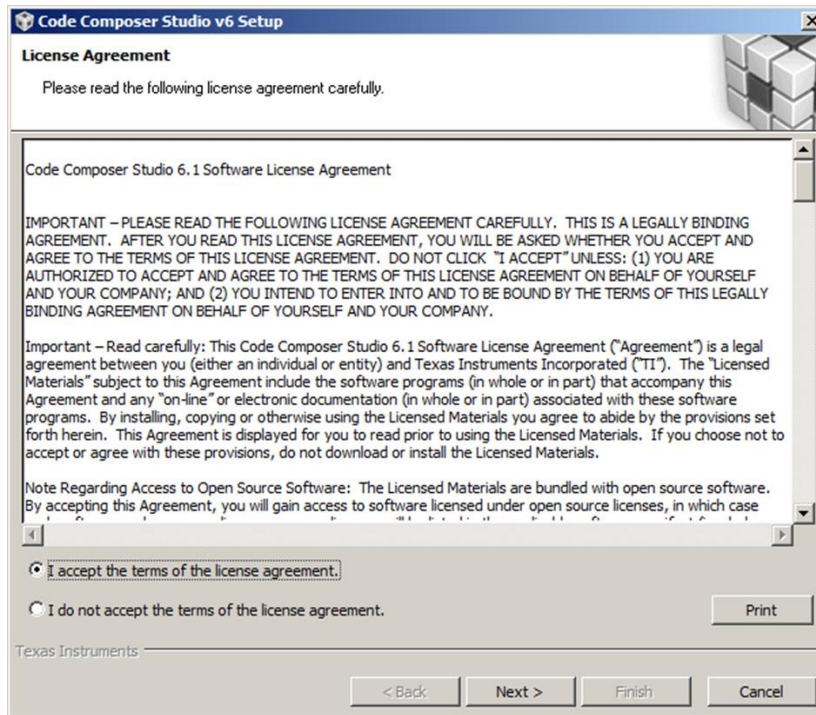 Code Composer Studio v6 Setup
License Agreement
Please read the following license agreement carefully.
Code Composer Studio 6.1 Software License Agreement
IMPORTANT – PLEASE READ THE FOLLOWING LICENSE AGREEMENT CAREFULLY. THIS IS A LEGALLY BINDING
AGREEMENT. AFTER YOU READ THIS LICENSE AGREEMENT, YOU WILL BE ASKED WHETHER YOU ACCEPT AND
AGREE TO THE TERMS OF THIS LICENSE AGREEMENT. DO NOT CLICK “I ACCEPT” UNLESS: (1) YOU ARE
AUTHORIZED TO ACCEPT AND AGREE TO THE TERMS OF THIS LICENSE AGREEMENT ON BEHALF OF YOURSELF
AND YOUR COMPANY; AND (2) YOU INTEND TO ENTER INTO AND TO BE BOUND BY THE TERMS OF THIS LEGALLY
BINDING AGREEMENT ON BEHALF OF YOURSELF AND YOUR COMPANY.
Important – Read carefully: This Code Composer Studio 6.1 Software License Agreement (“Agreement”) is a legal
agreement between you (either an individual or entity) and Texas Instruments Incorporated (“TI”). The “Licensed
Materials” subject to this Agreement include the software programs (in whole or in part) that accompany this
Agreement and any “on-line” or electronic documentation (in whole or in part) associated with these software
programs. By installing, copying or otherwise using the Licensed Materials you agree to abide by the provisions set
forth herein. This Agreement is displayed for you to read prior to using the Licensed Materials. If you choose not to
accept or agree with these provisions, do not download or install the Licensed Materials.
Note Regarding Access to Open Source Software: The Licensed Materials are bundled with open source software.
By accepting this Agreement, you will gain access to software licensed under open source licenses, in which case
I accept the terms of the license agreement.
I do not accept the terms of the license agreement.
Print
Texas Instruments
< Back
Next >
Finish
Cancel